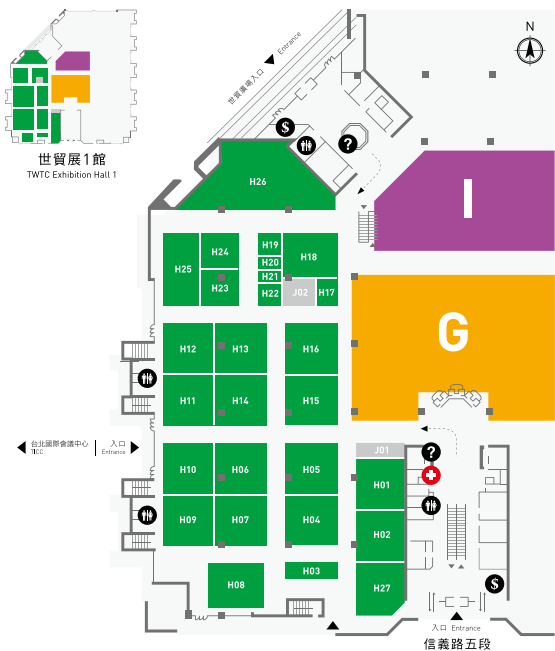 世貿展1館
TWTC Exhibition Hall 1
世貿廣場入口 Entrance
N
$
?
H26
I
H25
H24
H23
H19
H20
H21
H22
H18
J02
H17
G
H12
H13
H16
H11
H14
H15
台北國際會議中心
TICC
入口
Entrance
J01
?
H10
H06
H05
H01
H09
H07
H04
H02
H03
H08
H27
$
入口 Entrance
信義路五段